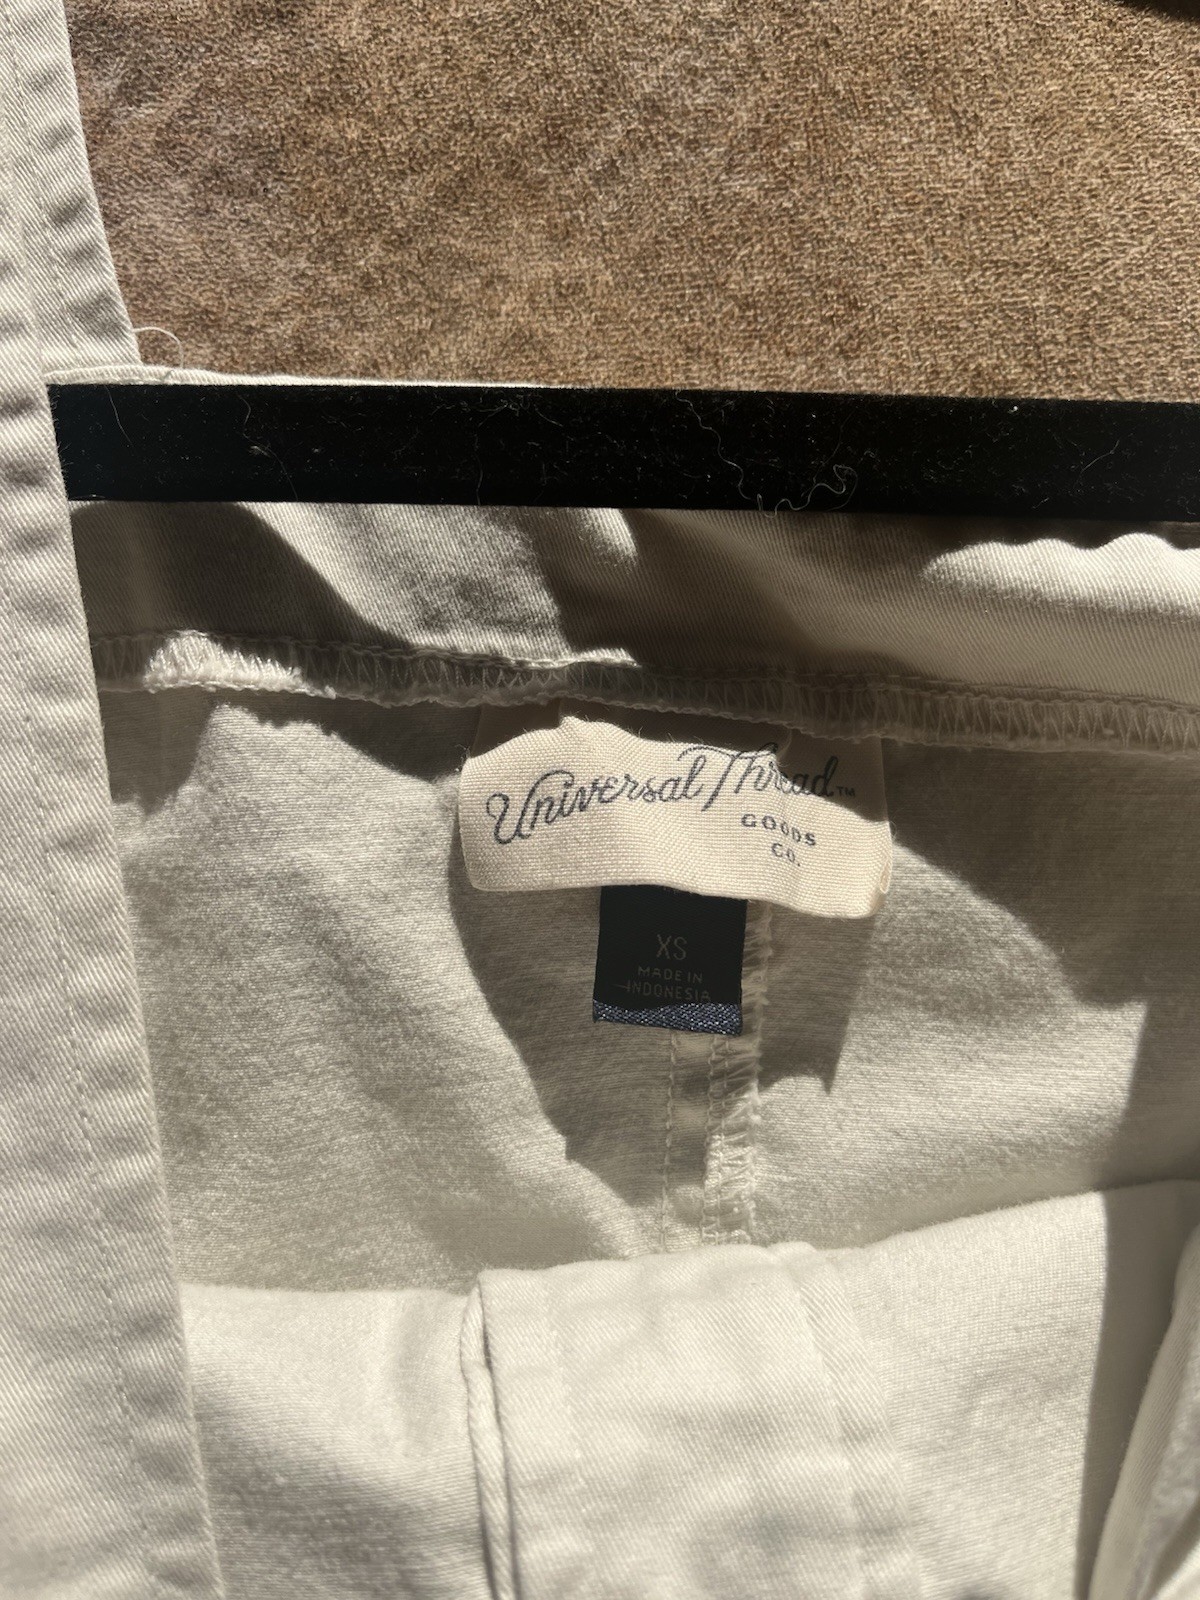 Universal Thread™
GOODS
CO.
XS
MADE IN
INDONESIA